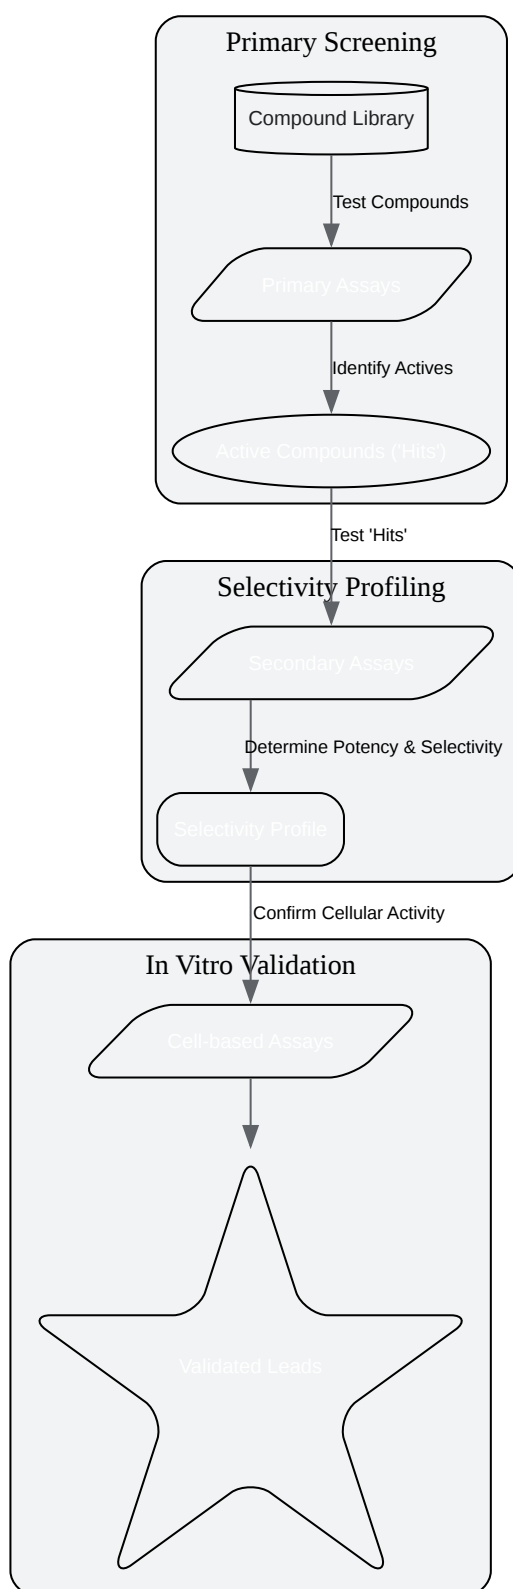 Primary Screening
Compound Library
Test Compounds
Primary Assays
Identify Actives
Active Compounds ('Hits')
Test 'Hits'
Selectivity Profiling
Secondary Assays
Determine Potency & Selectivity
Selectivity Profile
Confirm Cellular Activity
In Vitro Validation
Cell-based Assays
Validated Leads